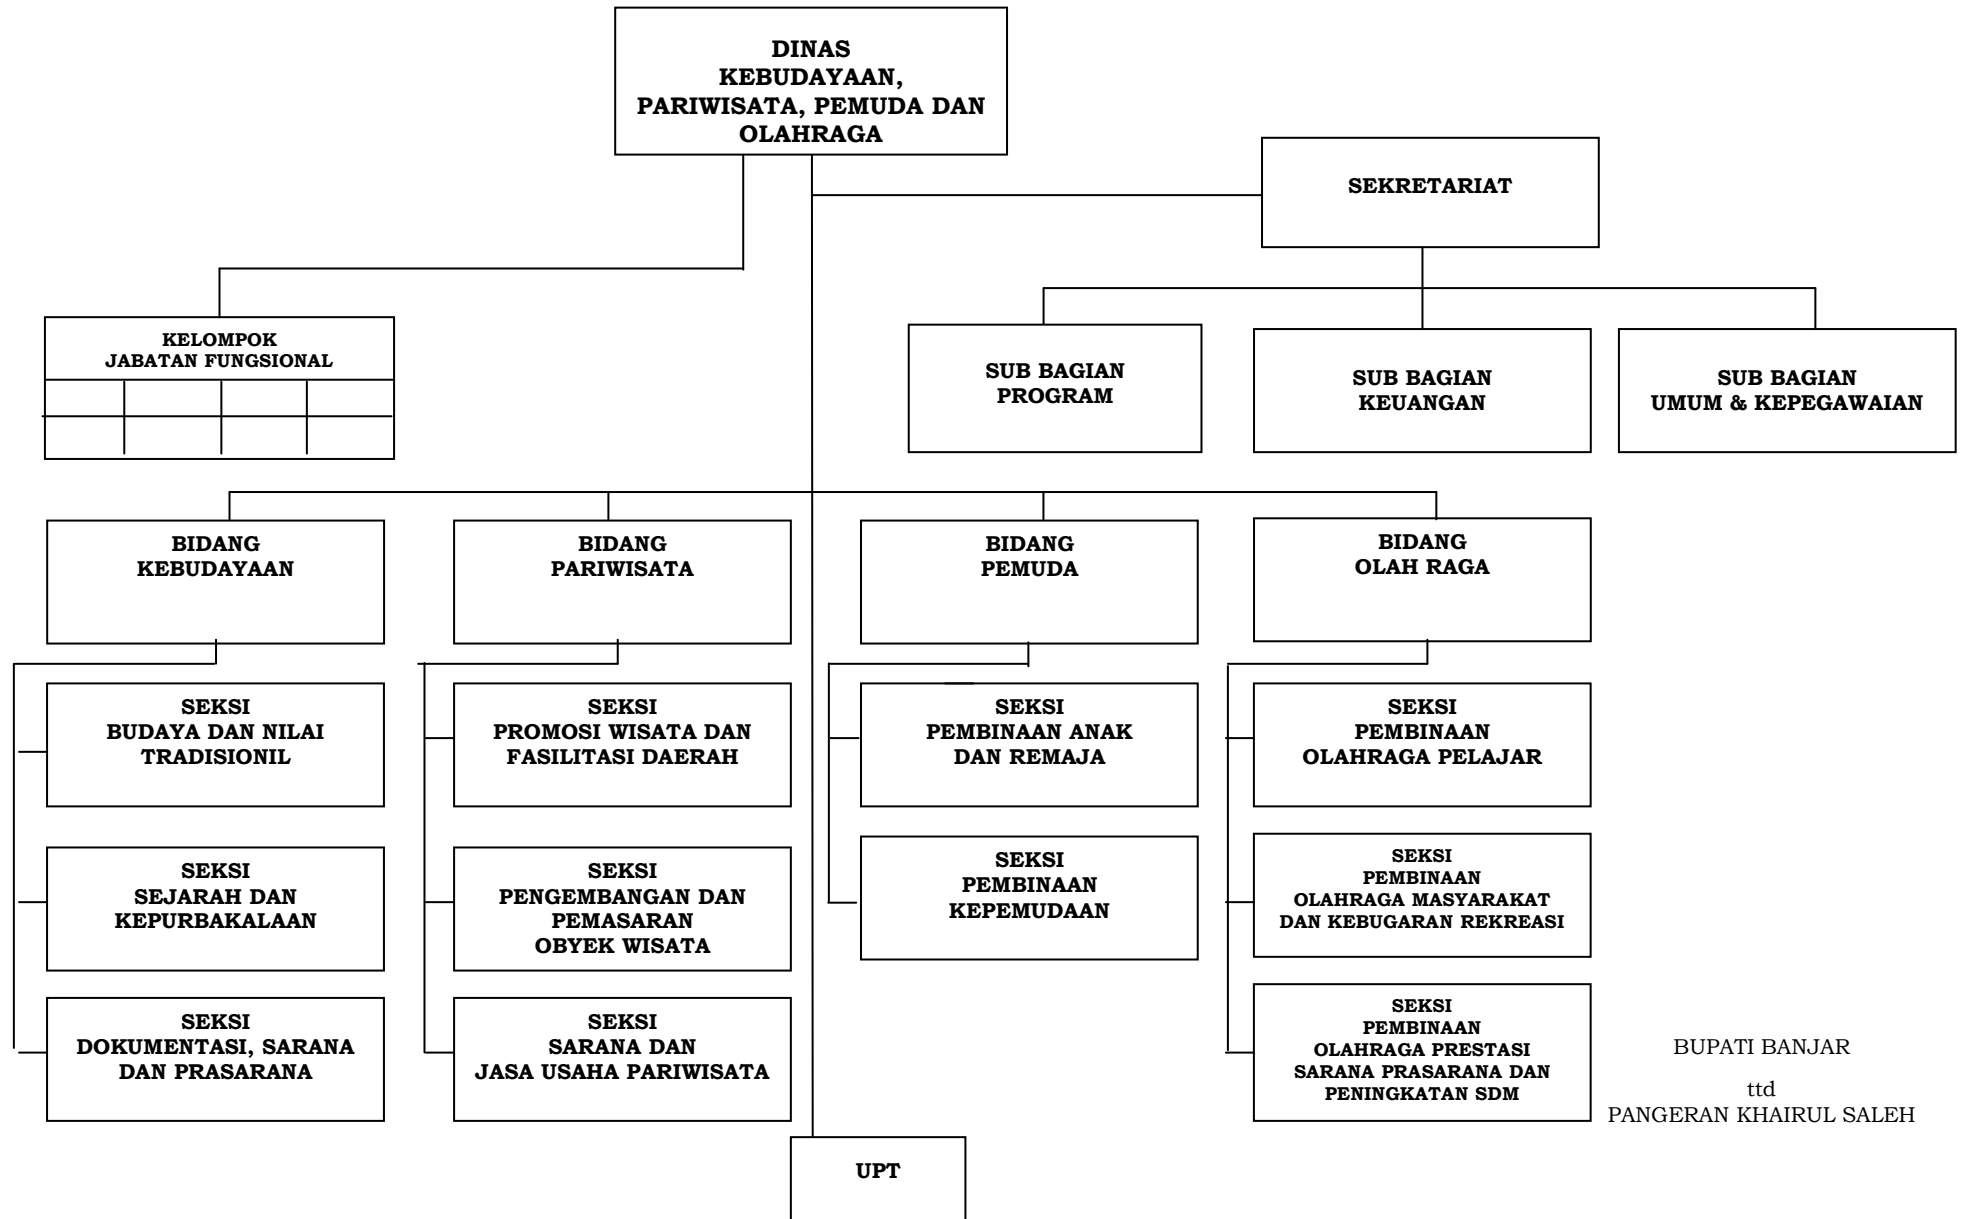 DINAS
KEBUDAYAAN,
PARIWISATA, PEMUDA DAN
OLAHRAGA
SEKRETARIAT
KELOMPOK
JABATAN FUNGSIONAL
SUB BAGIAN
PROGRAM
SUB BAGIAN
KEUANGAN
SUB BAGIAN
UMUM & KEPEGAWAIAN
BIDANG
KEBUDAYAAN
BIDANG
PARIWISATA
BIDANG
PEMUDA
BIDANG
OLAH RAGA
SEKSI
BUDAYA DAN NILAI
TRADISIONIL
SEKSI
PROMOSI WISATA DAN
FASILITASI DAERAH
SEKSI
PEMBINAAN ANAK
DAN REMAJA
SEKSI
PEMBINAAN
OLAHRAGA PELAJAR
SEKSI
SEJARAH DAN
KEPURBAKALAAN
SEKSI
PENGEMBANGAN DAN
PEMASARAN
OBYEK WISATA
SEKSI
PEMBINAAN
KEPEMUDAAN
SEKSI
PEMBINAAN
OLAHRAGA MASYARAKAT
DAN KEBUGARAN REKREASI
SEKSI
DOKUMENTASI, SARANA
DAN PRASARANA
SEKSI
SARANA DAN
JASA USAHA PARIWISATA
SEKSI
PEMBINAAN
OLAHRAGA PRESTASI
SARANA PRASARANA DAN
PENINGKATAN SDM
BUPATI BANJAR
ttd
PANGERAN KHAIRUL SALEH
UPT